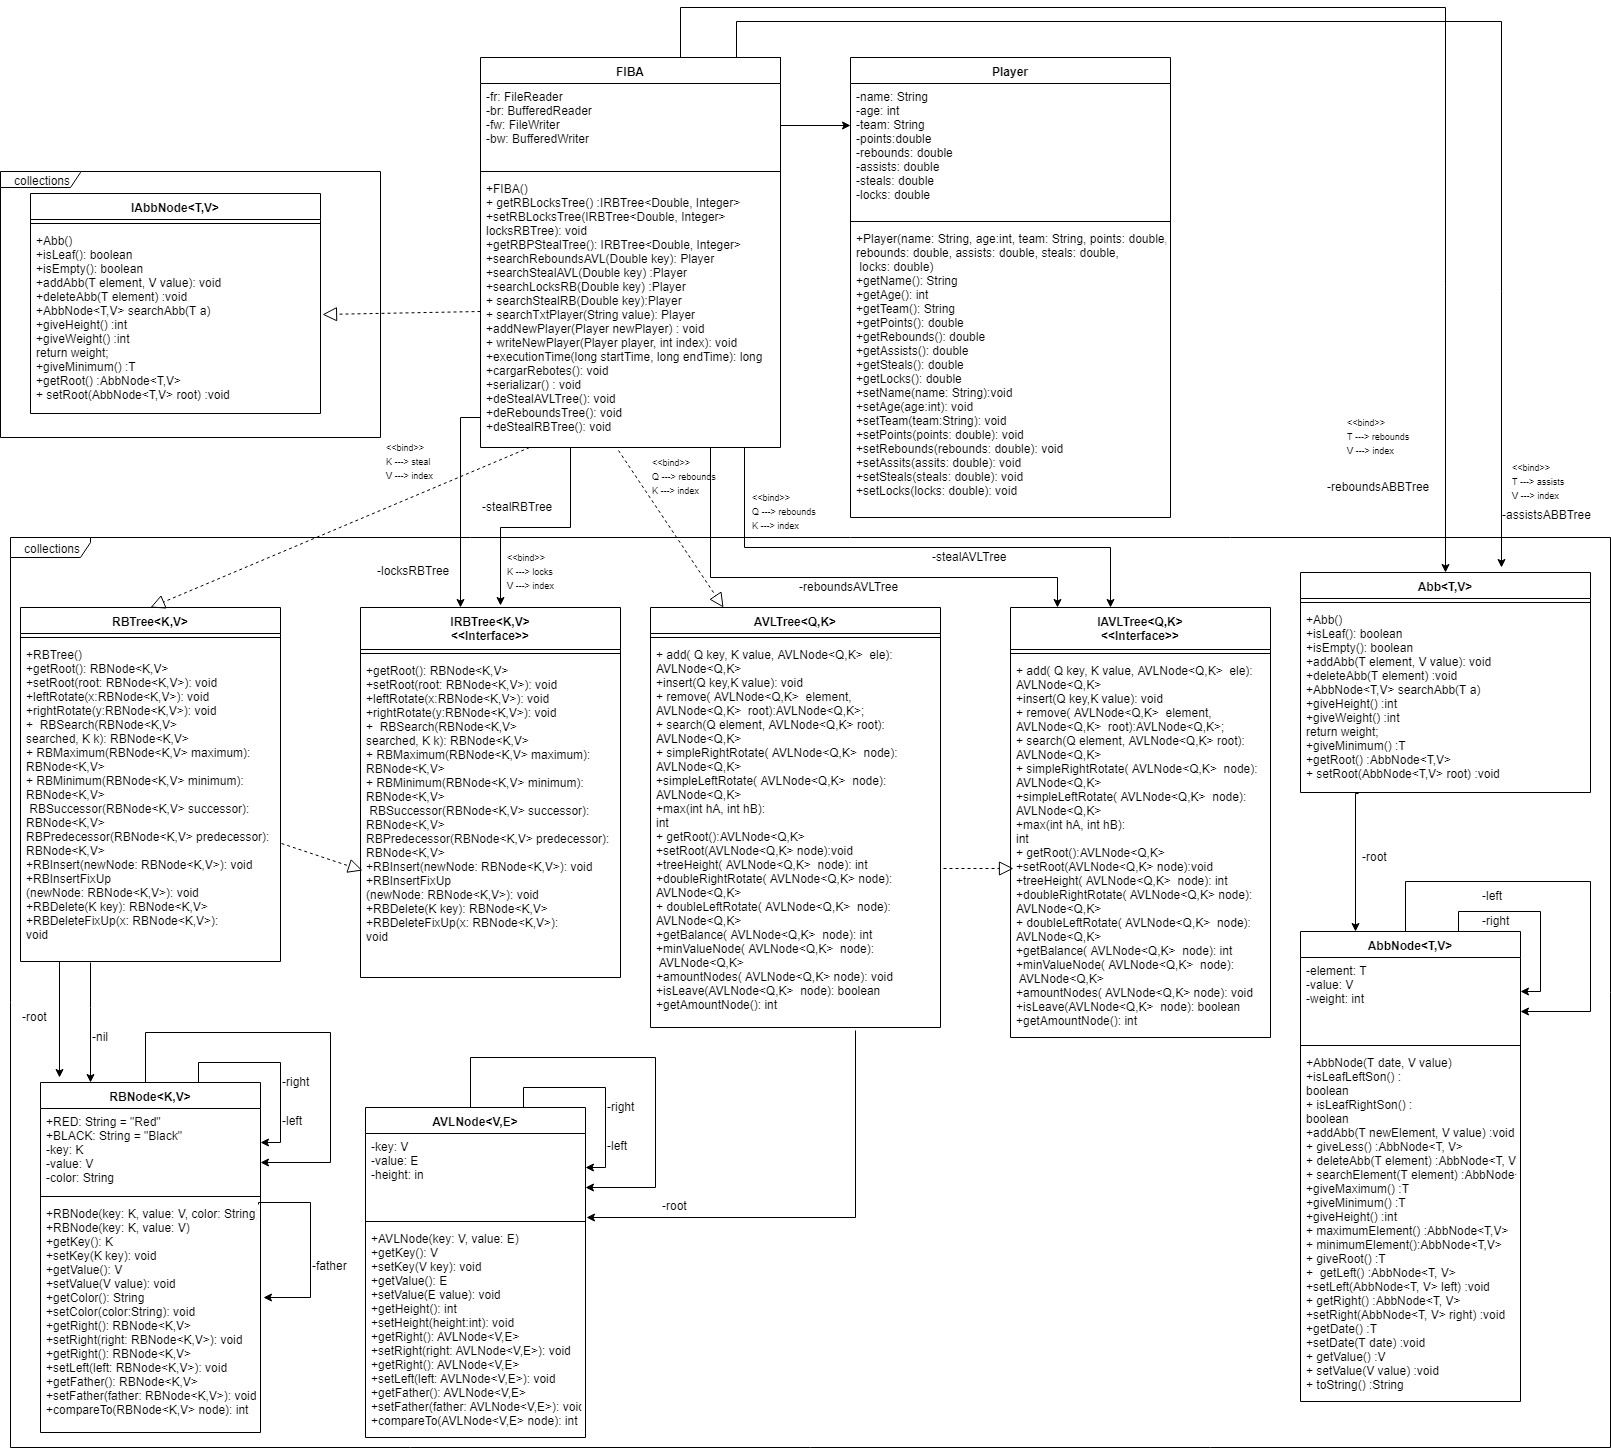 FIBA
-fr: FileReader
-br: BufferedReader
-fw: FileWriter
-bw: BufferedWriter
+FIBA()
+ getRBLocksTree() :IRBTree<Double, Integer>
+setRBLocksTree(IRBTree<Double, Integer>
locksRBTree): void
+getRBPStealTree(): IRBTree<Double, Integer>
+searchReboundsAVL(Double key): Player
+searchStealAVL(Double key) :Player
+searchLocksRB(Double key) :Player
+ searchStealRB(Double key):Player
+ searchTxtPlayer(String value): Player
+addNewPlayer(Player newPlayer) : void
+ writeNewPlayer(Player player, int index): void
+executionTime(long startTime, long endTime): long
+cargarRebotes(): void
+serializar() : void
+deStealAVLTree(): void
+deReboundsTree(): void
+deStealRBTree(): void
Player
-name: String
-age: int
-team: String
-points:double
-rebounds: double
-assists: double
-steals: double
-locks: double
+Player(name: String, age:int, team: String, points: double,
rebounds: double, assists: double, steals: double,
locks: double)
+getName(): String
+getAge(): int
+getTeam(): String
+getPoints(): double
+getRebounds(): double
+getAssists(): double
+getSteals(): double
+getLocks(): double
+setName(name: String):void
+setAge(age:int): void
+setTeam(team:String): void
+setPoints(points: double): void
+setRebounds(rebounds: double): void
+setAssits(assits: double): void
+setSteals(steals: double): void
+setLocks(locks: double): void
collections
IAbbNode<T,V>
+Abb()
+isLeaf(): boolean
+isEmpty(): boolean
+addAbb(T element, V value): void
+deleteAbb(T element) :void
+AbbNode<T,V> searchAbb(T a)
+giveHeight() :int
+giveWeight() :int
return weight;
+giveMinimum() :T
+getRoot() :AbbNode<T,V>
+ setRoot(AbbNode<T,V> root) :void
<<bind>>
K ---> steal
V ---> index
-stealRBTree
<<bind>>
Q ---> rebounds
K ---> index
<<bind>>
Q ---> rebounds
K ---> index
<<bind>>
T ---> rebounds
V ---> index
-reboundsABBTree
<<bind>>
T ---> assists
V ---> index
-assistsABBTree
collections
-locksRBTree
<<bind>>
K ---> locks
V ---> index
-stealAVLTree
-reboundsAVLTree
RBTree<K,V>
+RBTree()
+getRoot(): RBNode<K,V>
+setRoot(root: RBNode<K,V>): void
+leftRotate(x:RBNode<K,V>): void
+rightRotate(y:RBNode<K,V>): void
+  RBSearch(RBNode<K,V>
searched, K k): RBNode<K,V>
+ RBMaximum(RBNode<K,V> maximum):
RBNode<K,V>
+ RBMinimum(RBNode<K,V> minimum):
RBNode<K,V>
RBSuccessor(RBNode<K,V> successor):
RBNode<K,V>
RBPredecessor(RBNode<K,V> predecessor):
RBNode<K,V>
+RBInsert(newNode: RBNode<K,V>): void
+RBInsertFixUp
(newNode: RBNode<K,V>): void
+RBDelete(K key): RBNode<K,V>
+RBDeleteFixUp(x: RBNode<K,V>):
void
IRBTree<K,V>
<<Interface>>
+getRoot(): RBNode<K,V>
+setRoot(root: RBNode<K,V>): void
+leftRotate(x:RBNode<K,V>): void
+rightRotate(y:RBNode<K,V>): void
+  RBSearch(RBNode<K,V>
searched, K k): RBNode<K,V>
+ RBMaximum(RBNode<K,V> maximum):
RBNode<K,V>
+ RBMinimum(RBNode<K,V> minimum):
RBNode<K,V>
RBSuccessor(RBNode<K,V> successor):
RBNode<K,V>
RBPredecessor(RBNode<K,V> predecessor):
RBNode<K,V>
+RBInsert(newNode: RBNode<K,V>): void
+RBInsertFixUp
(newNode: RBNode<K,V>): void
+RBDelete(K key): RBNode<K,V>
+RBDeleteFixUp(x: RBNode<K,V>):
void
AVLTree<Q,K>
+ add( Q key, K value, AVLNode<Q,K>  ele):
AVLNode<Q,K>
+insert(Q key,K value): void
+ remove( AVLNode<Q,K>  element,
AVLNode<Q,K>  root):AVLNode<Q,K>;
+ search(Q element, AVLNode<Q,K> root):
AVLNode<Q,K>
+ simpleRightRotate( AVLNode<Q,K>  node):
AVLNode<Q,K>
+simpleLeftRotate( AVLNode<Q,K>  node):
AVLNode<Q,K>
+max(int hA, int hB):
int
+ getRoot():AVLNode<Q,K>
+setRoot(AVLNode<Q,K> node):void
+treeHeight( AVLNode<Q,K>  node): int
+doubleRightRotate( AVLNode<Q,K> node):
AVLNode<Q,K>
+ doubleLeftRotate( AVLNode<Q,K>  node):
AVLNode<Q,K>
+getBalance( AVLNode<Q,K>  node): int
+minValueNode( AVLNode<Q,K>  node):
AVLNode<Q,K>
+amountNodes( AVLNode<Q,K> node): void
+isLeave(AVLNode<Q,K>  node): boolean
+getAmountNode(): int
IAVLTree<Q,K>
<<Interface>>
+ add( Q key, K value, AVLNode<Q,K>  ele):
AVLNode<Q,K>
+insert(Q key,K value): void
+ remove( AVLNode<Q,K>  element,
AVLNode<Q,K>  root):AVLNode<Q,K>;
+ search(Q element, AVLNode<Q,K> root):
AVLNode<Q,K>
+ simpleRightRotate( AVLNode<Q,K>  node):
AVLNode<Q,K>
+simpleLeftRotate( AVLNode<Q,K>  node):
AVLNode<Q,K>
+max(int hA, int hB):
int
+ getRoot():AVLNode<Q,K>
+setRoot(AVLNode<Q,K> node):void
+treeHeight( AVLNode<Q,K>  node): int
+doubleRightRotate( AVLNode<Q,K> node):
AVLNode<Q,K>
+ doubleLeftRotate( AVLNode<Q,K>  node):
AVLNode<Q,K>
+getBalance( AVLNode<Q,K>  node): int
+minValueNode( AVLNode<Q,K>  node):
AVLNode<Q,K>
+amountNodes( AVLNode<Q,K> node): void
+isLeave(AVLNode<Q,K>  node): boolean
+getAmountNode(): int
Abb<T,V>
+Abb()
+isLeaf(): boolean
+isEmpty(): boolean
+addAbb(T element, V value): void
+deleteAbb(T element) :void
+AbbNode<T,V> searchAbb(T a)
+giveHeight() :int
+giveWeight() :int
return weight;
+giveMinimum() :T
+getRoot() :AbbNode<T,V>
+ setRoot(AbbNode<T,V> root) :void
-root
-left
-right
AbbNode<T,V>
-element: T
-value: V
-weight: int
+AbbNode(T date, V value)
+isLeafLeftSon() :
boolean
+ isLeafRightSon() :
boolean
+addAbb(T newElement, V value) :void
+ giveLess() :AbbNode<T, V>
+ deleteAbb(T element) :AbbNode<T, V
+ searchElement(T element) :AbbNode
+giveMaximum() :T
+giveMinimum() :T
+giveHeight() :int
+ maximumElement() :AbbNode<T,V>
+ minimumElement():AbbNode<T,V>
+ giveRoot() :T
+  getLeft() :AbbNode<T, V>
+setLeft(AbbNode<T, V> left) :void
+ getRight() :AbbNode<T, V>
+setRight(AbbNode<T, V> right) :void
+getDate() :T
+setDate(T date) :void
+ getValue() :V
+ setValue(V value) :void
+ toString() :String
-root
-nil
-right
-left
RBNode<K,V>
+RED: String = "Red"
+BLACK: String = "Black"
-key: K
-value: V
-color: String
+RBNode(key: K, value: V, color: String
+RBNode(key: K, value: V)
+getKey(): K
+setKey(K key): void
+getValue(): V
+setValue(V value): void
+getColor(): String
+setColor(color:String): void
+getRight(): RBNode<K,V>
+setRight(right: RBNode<K,V>): void
+getRight(): RBNode<K,V>
+setLeft(left: RBNode<K,V>): void
+getFather(): RBNode<K,V>
+setFather(father: RBNode<K,V>): void
+compareTo(RBNode<K,V> node): int
-father
-right
-left
-root
AVLNode<V,E>
-key: V
-value: E
-height: in
+AVLNode(key: V, value: E)
+getKey(): V
+setKey(V key): void
+getValue(): E
+setValue(E value): void
+getHeight(): int
+setHeight(height:int): void
+getRight(): AVLNode<V,E>
+setRight(right: AVLNode<V,E>): void
+getRight(): AVLNode<V,E>
+setLeft(left: AVLNode<V,E>): void
+getFather(): AVLNode<V,E>
+setFather(father: AVLNode<V,E>): void
+compareTo(AVLNode<V,E> node): int